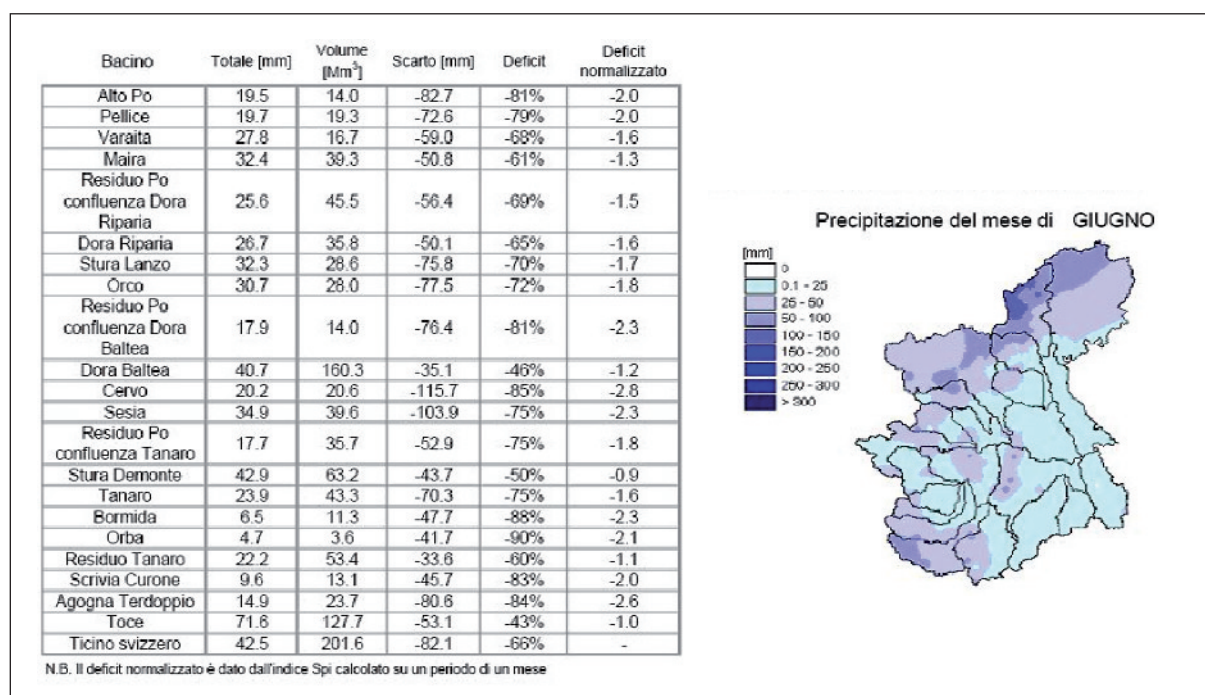 Bacino Totale [mm] Volume [Mm³] Scarto [mm] Deficit Deficit normalizzato
Alto Po 19.5 14.0 -82.7 -81% -2.0
Pellice 19.7 19.3 -72.6 -79% -2.0
Varaita 27.8 16.7 -59.0 -68% -1.6
Maira 32.4 39.3 -50.8 -61% -1.3
Residuo Po confluenza Dora Riparia 25.6 45.5 -56.4 -69% -1.5
Dora Riparia 26.7 35.8 -50.1 -65% -1.6
Stura Lanzo 32.3 28.6 -75.8 -70% -1.7
Orco 30.7 28.0 -77.5 -72% -1.8
Residuo Po confluenza Dora Baltea 17.9 14.0 -76.4 -81% -2.3
Dora Baltea 40.7 160.3 -35.1 -46% -1.2
Cervo 20.2 20.6 -115.7 -85% -2.8
Sesia 34.9 39.6 -103.9 -75% -2.3
Residuo Po confluenza Tanaro 17.7 35.7 -52.9 -75% -1.8
Stura Demonte 42.9 63.2 -43.7 -50% -0.9
Tanaro 23.9 43.3 -70.3 -75% -1.6
Bormida 6.5 11.3 -47.7 -88% -2.3
Orba 4.7 3.6 -41.7 -90% -2.1
Residuo Tanaro 22.2 53.4 -33.6 -60% -1.1
Scrivia Curone 9.6 13.1 -45.7 -83% -2.0
Agogna Terdoppio 14.9 23.7 -80.6 -84% -2.6
Toce 71.6 127.7 -53.1 -43% -1.0
Ticino svizzero 42.5 201.6 -82.1 -66% -
N.B. Il deficit normalizzato è dato dall'indice Spi calcolato su un periodo di un mese
Precipitazione del mese di GIUGNO
[mm]
0
0.1 - 25
25 - 50
50 - 100
100 - 150
150 - 200
200 - 250
250 - 300
> 300